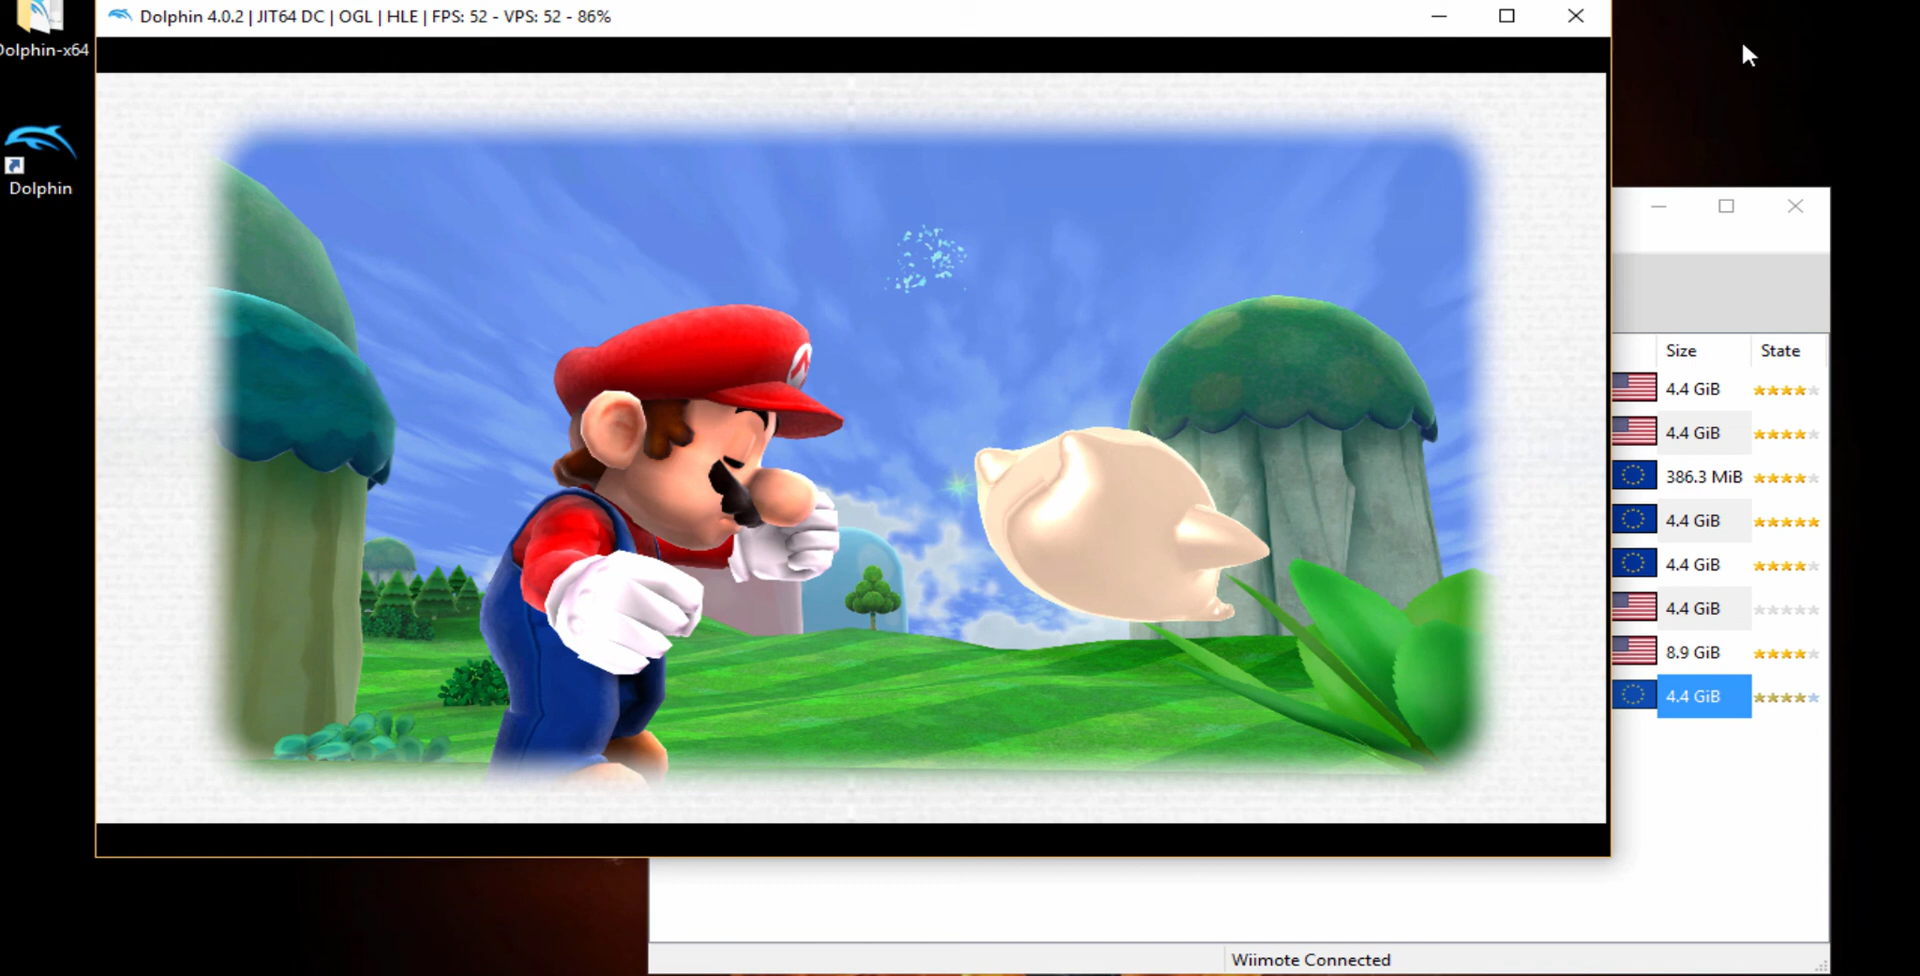 Dolphin 4.0.2 | JIT64 DC | OGL | HLE | FPS: 52 - VPS: 52 - 86%
Dolphin-x64
Dolphin
Size State
4.4 GiB
4.4 GiB
386.3 MiB
4.4 GiB
4.4 GiB
4.4 GiB
8.9 GiB
4.4 GiB
Wiimote Connected